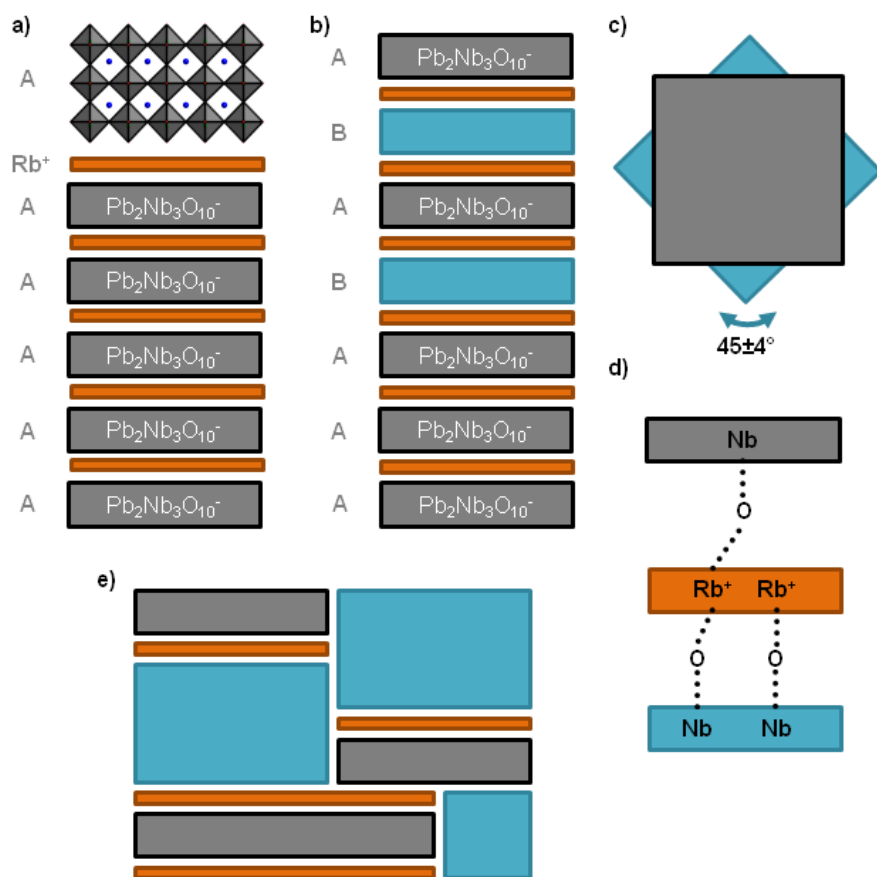 a)
A
Rb⁺
A
Pb₂Nb₃O₁₀⁻
A
Pb₂Nb₃O₁₀⁻
A
Pb₂Nb₃O₁₀⁻
A
Pb₂Nb₃O₁₀⁻
A
Pb₂Nb₃O₁₀⁻
b)
A
Pb₂Nb₃O₁₀⁻
B
A
Pb₂Nb₃O₁₀⁻
B
A
Pb₂Nb₃O₁₀⁻
A
Pb₂Nb₃O₁₀⁻
A
Pb₂Nb₃O₁₀⁻
c)
45±4°
d)
Nb
O
Rb⁺ Rb⁺
O O
Nb Nb
e)